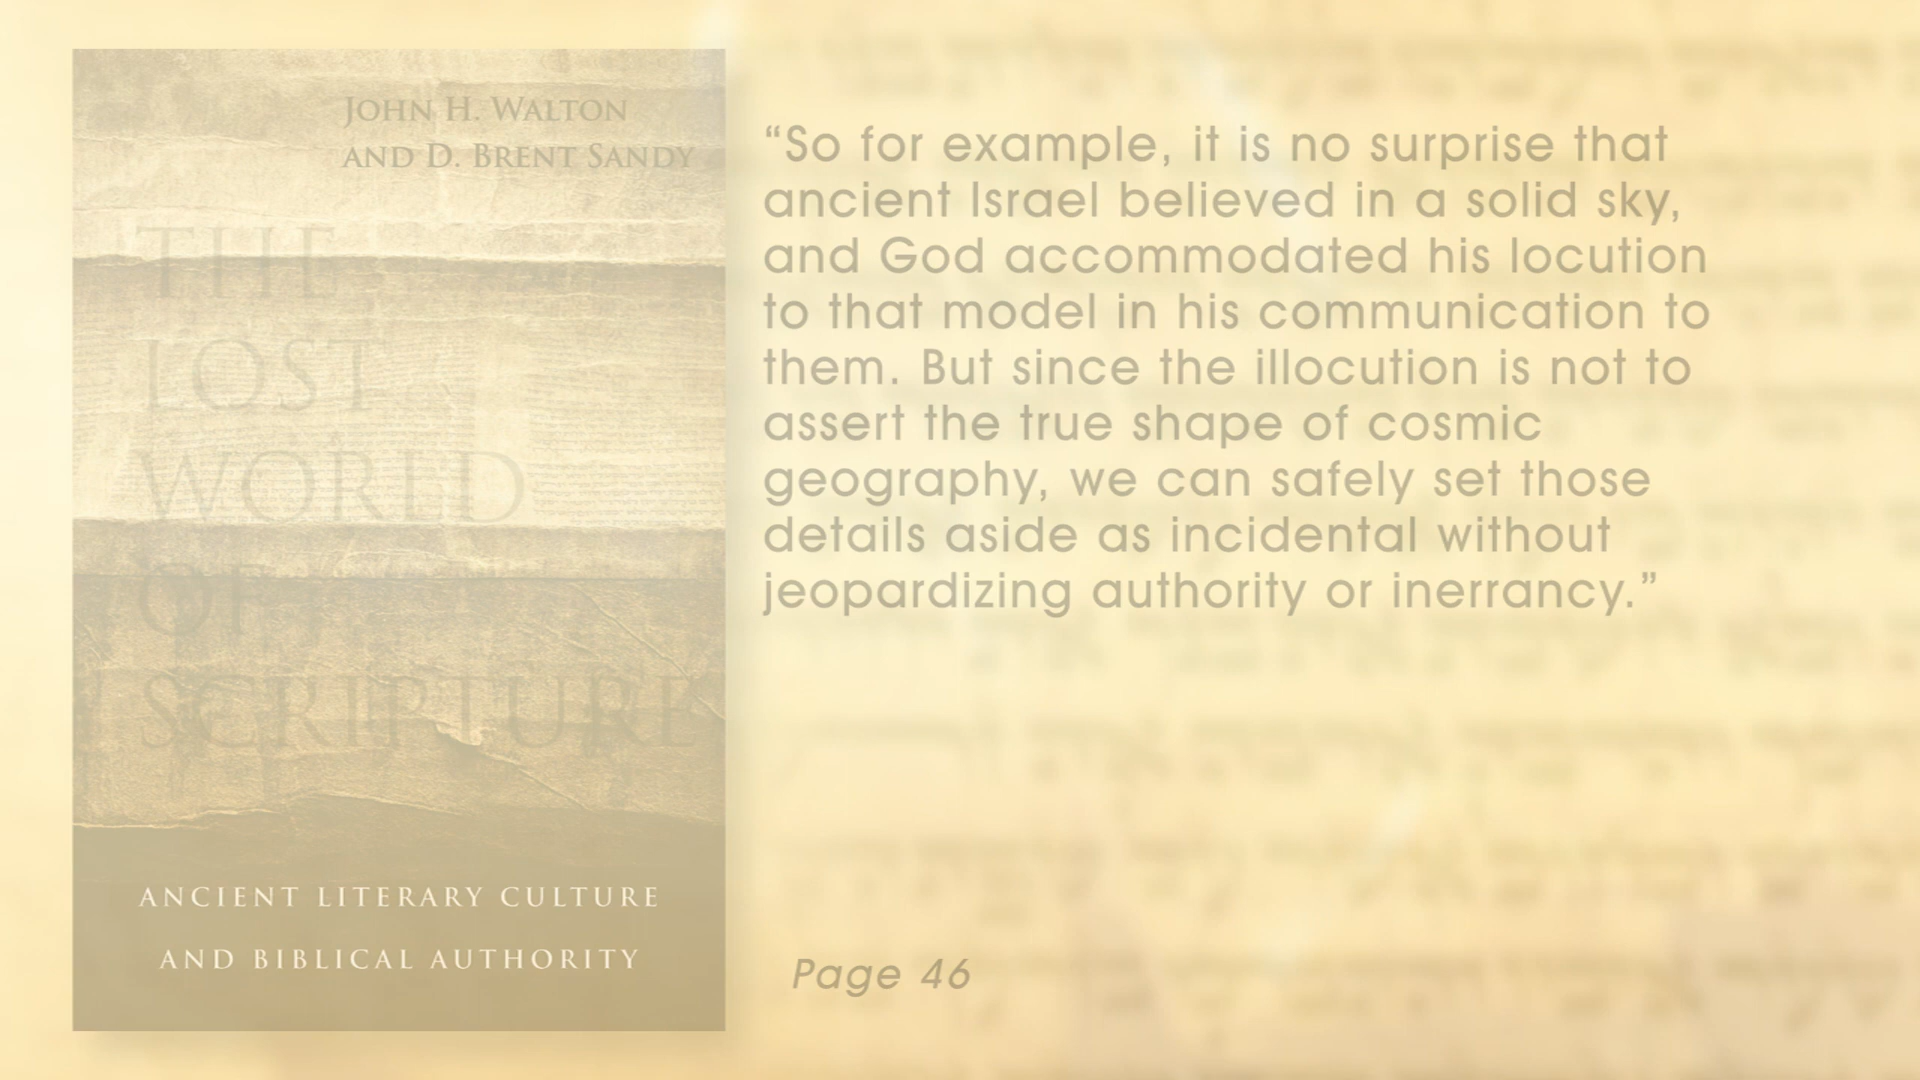 JOHN H. WALTON
AND D. BRENT SANDY
THE
LOST
WORLD
OF
SCRIPTURE
ANCIENT LITERARY CULTURE
AND BIBLICAL AUTHORITY
“So for example, it is no surprise that
ancient Israel believed in a solid sky,
and God accommodated his locution
to that model in his communication to
them. But since the illocution is not to
assert the true shape of cosmic
geography, we can safely set those
details aside as incidental without
jeopardizing authority or inerrancy.”
Page 46